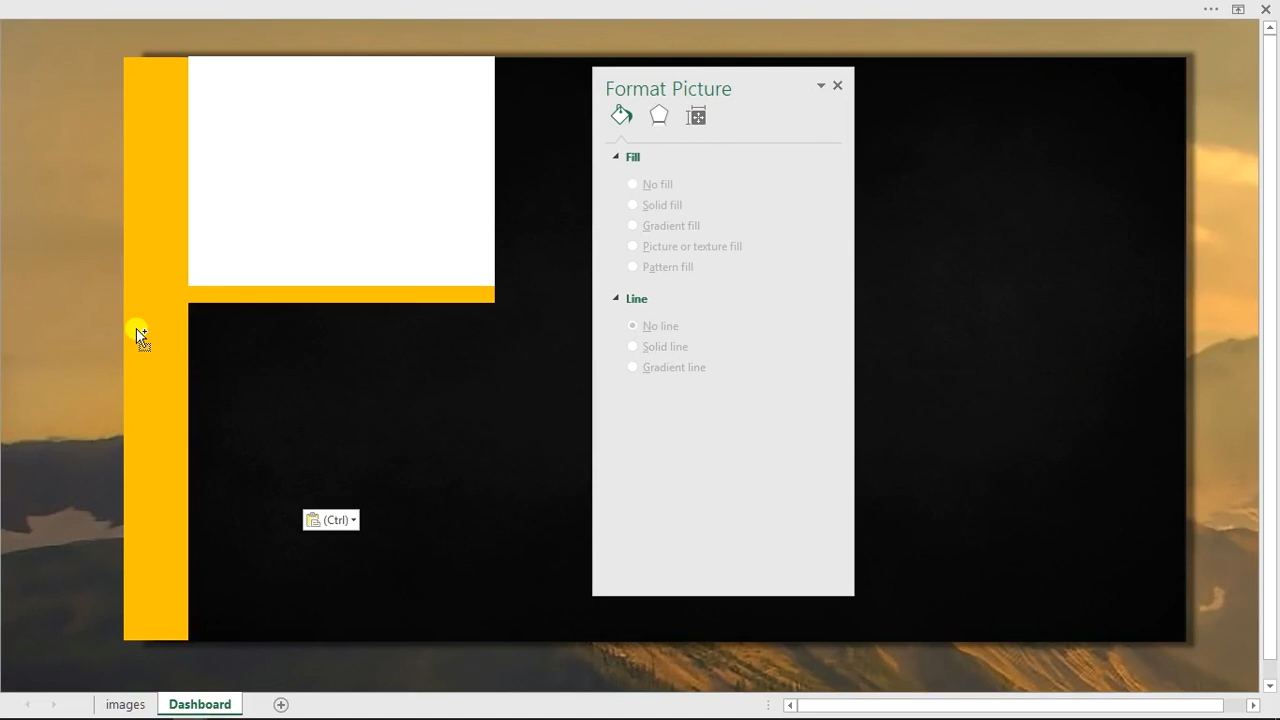 Format Picture
Fill
No fill
Solid fill
Gradient fill
Picture or texture fill
Pattern fill
Line
No line
Solid line
Gradient line
(Ctrl)
images
Dashboard